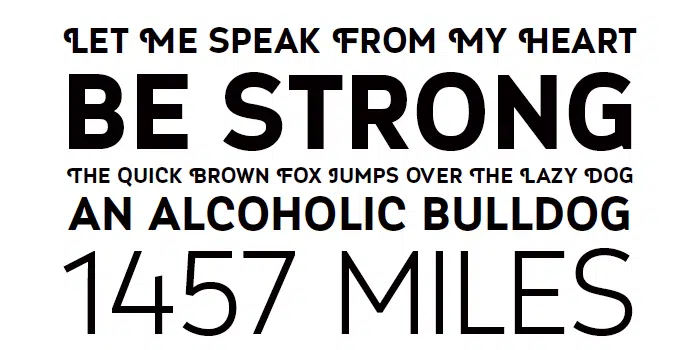 LET ME SPEAK FROM MY HEART
BE STRONG
THE QUICK BROWN FOX JUMPS OVER THE LAZY DOG
AN ALCOHOLIC BULLDOG
1457 MILES